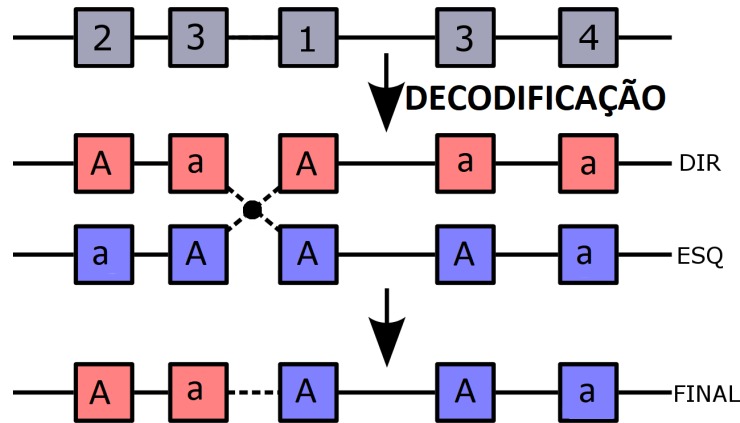 2 3 1 3 4
DECODIFICAÇÃO
A a A a a DIR
a A A A a ESQ
A a A A a FINAL